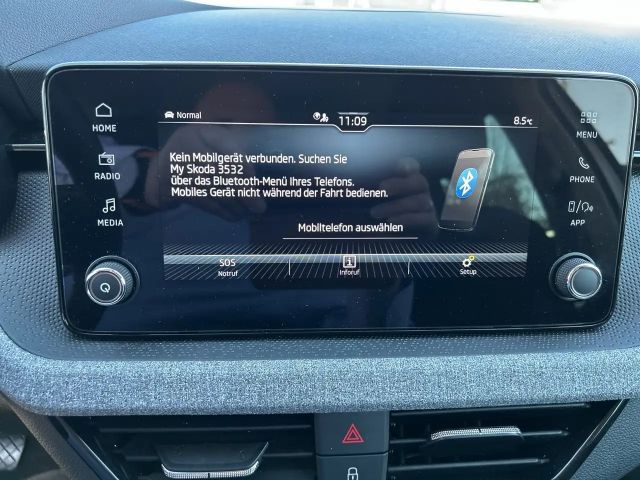 Normal
11:09
8.5°C
HOME
MENU
Kein Mobilgerät verbunden. Suchen Sie
My Skoda 3532
über das Bluetooth-Menü Ihres Telefons.
Mobiles Gerät nicht während der Fahrt bedienen.
RADIO
PHONE
MEDIA
APP
Mobiltelefon auswählen
SOS
Notruf
i
Inforuf
Setup